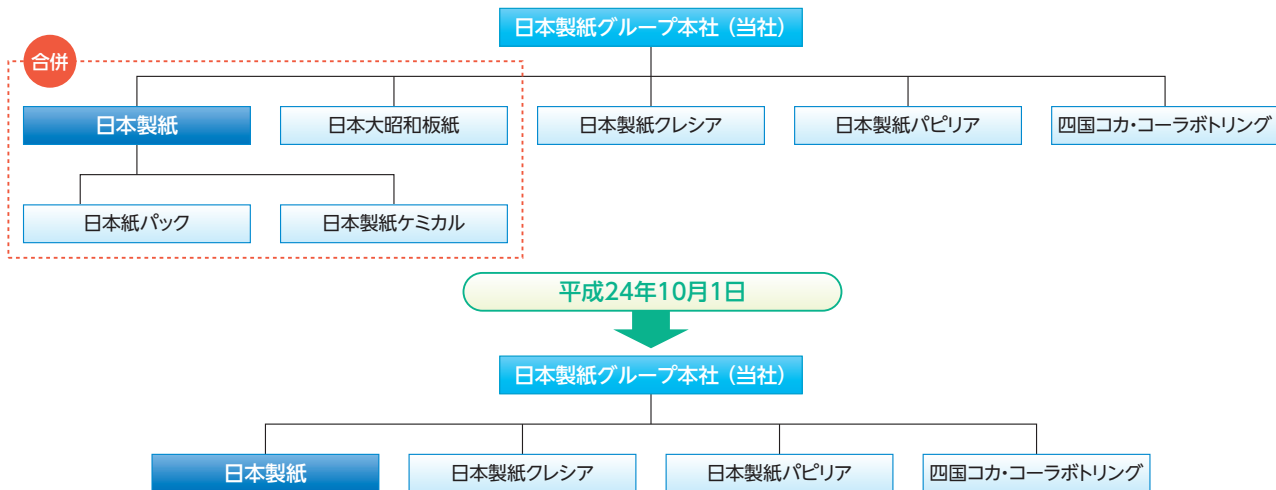 日本製紙グループ本社（当社）
合併
日本製紙
日本大昭和板紙
日本製紙クレシア
日本製紙パピリア
四国コカ・コーラボトリング
日本紙パック
日本製紙ケミカル
平成24年10月1日
日本製紙グループ本社（当社）
日本製紙
日本製紙クレシア
日本製紙パピリア
四国コカ・コーラボトリング